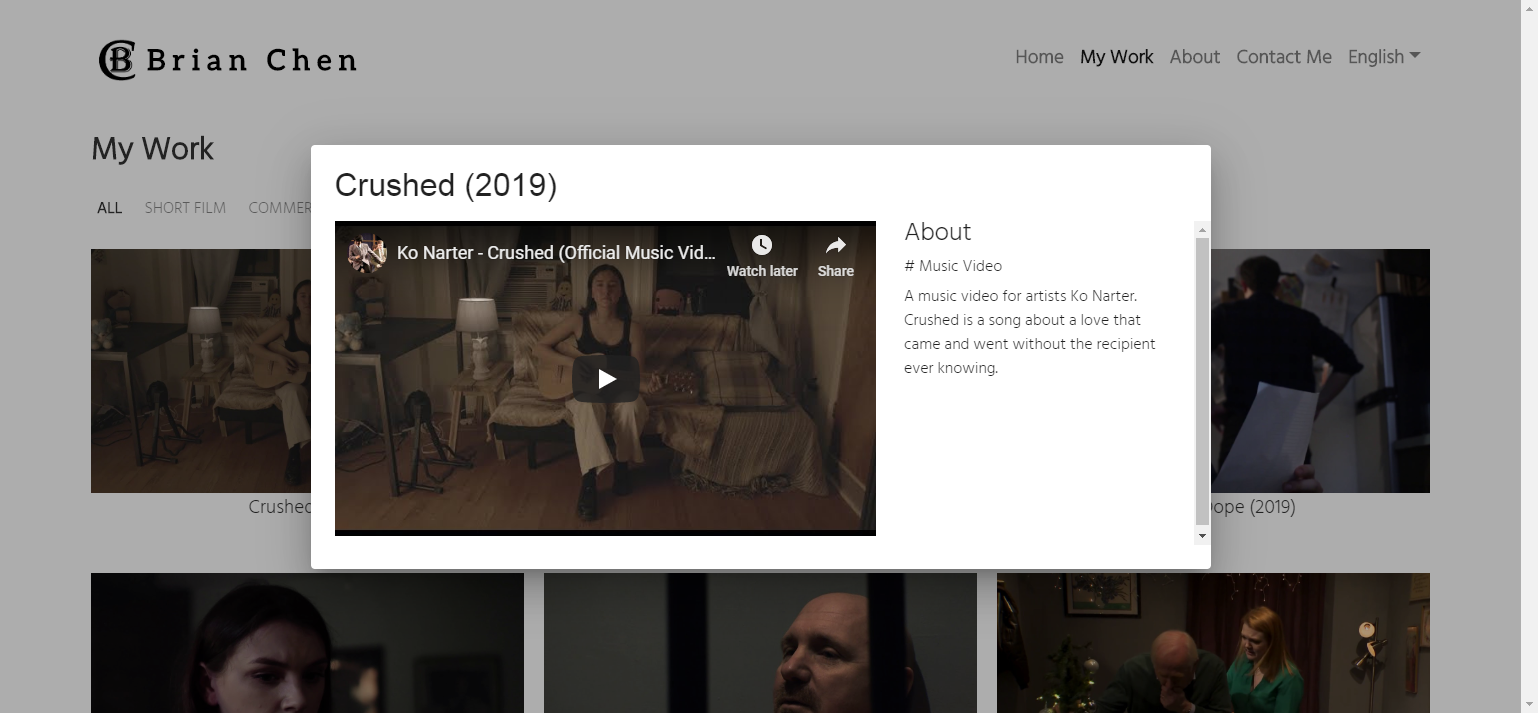 Brian Chen
Home My Work About Contact Me English
My Work
ALL SHORT FILM COMMER
Crushed (2019)
Ko Narter - Crushed (Official Music Vid...
Watch later Share
About
# Music Video
A music video for artists Ko Narter.
Crushed is a song about a love that
came and went without the recipient
ever knowing.
Crushed
ope (2019)